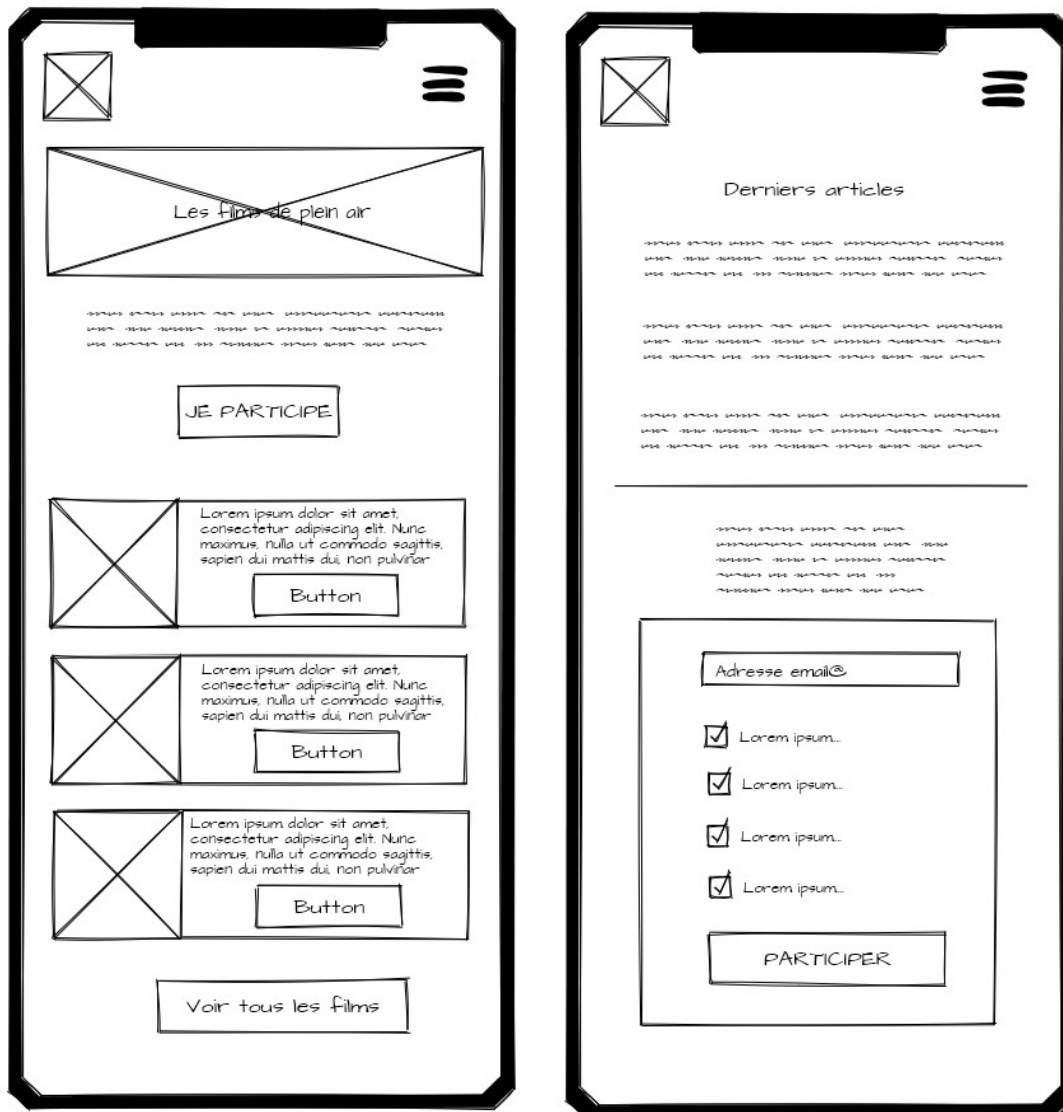 Les films de plein air
JE PARTICIPE
Lorem ipsum dolor sit amet,
consectetur adipiscing elit. Nunc
maximus, nulla ut commodo sagittis,
sapien dui mattis dui, non pulvinar
Button
Lorem ipsum dolor sit amet,
consectetur adipiscing elit. Nunc
maximus, nulla ut commodo sagittis,
sapien dui mattis dui, non pulvinar
Button
Lorem ipsum dolor sit amet,
consectetur adipiscing elit. Nunc
maximus, nulla ut commodo sagittis,
sapien dui mattis dui, non pulvinar
Button
Voir tous les films
Derniers articles
Adresse email@
Lorem ipsum...
Lorem ipsum...
Lorem ipsum...
Lorem ipsum...
PARTICIPER